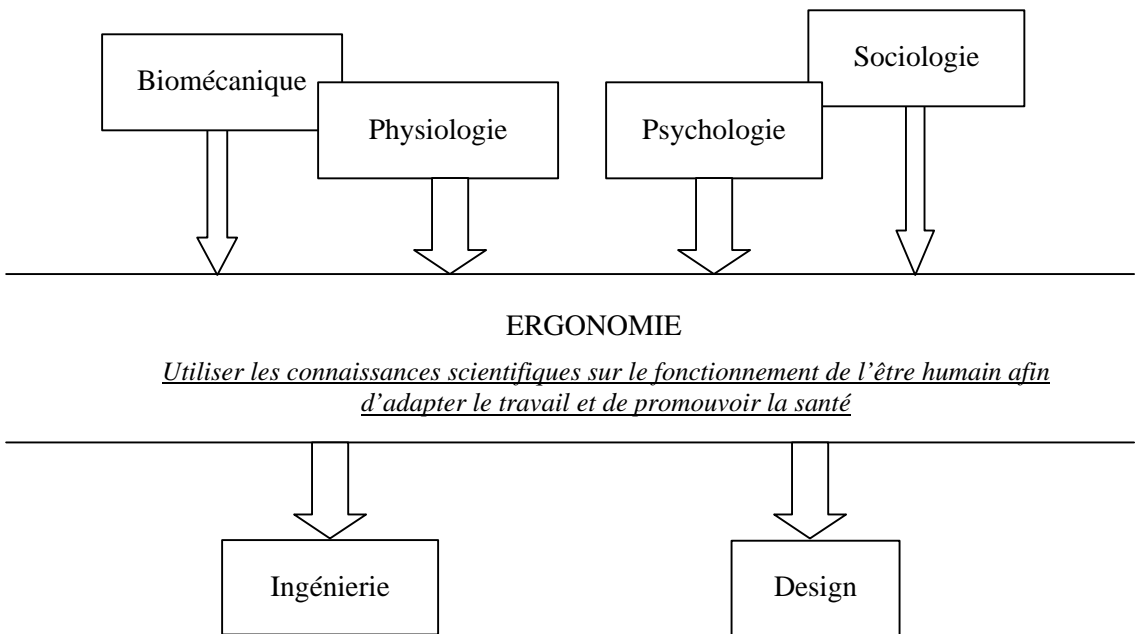 Sociologie
Biomécanique
Physiologie
Psychologie
ERGONOMIE
Utiliser les connaissances scientifiques sur le fonctionnement de l’être humain afin
d’adapter le travail et de promouvoir la santé
Ingénierie
Design